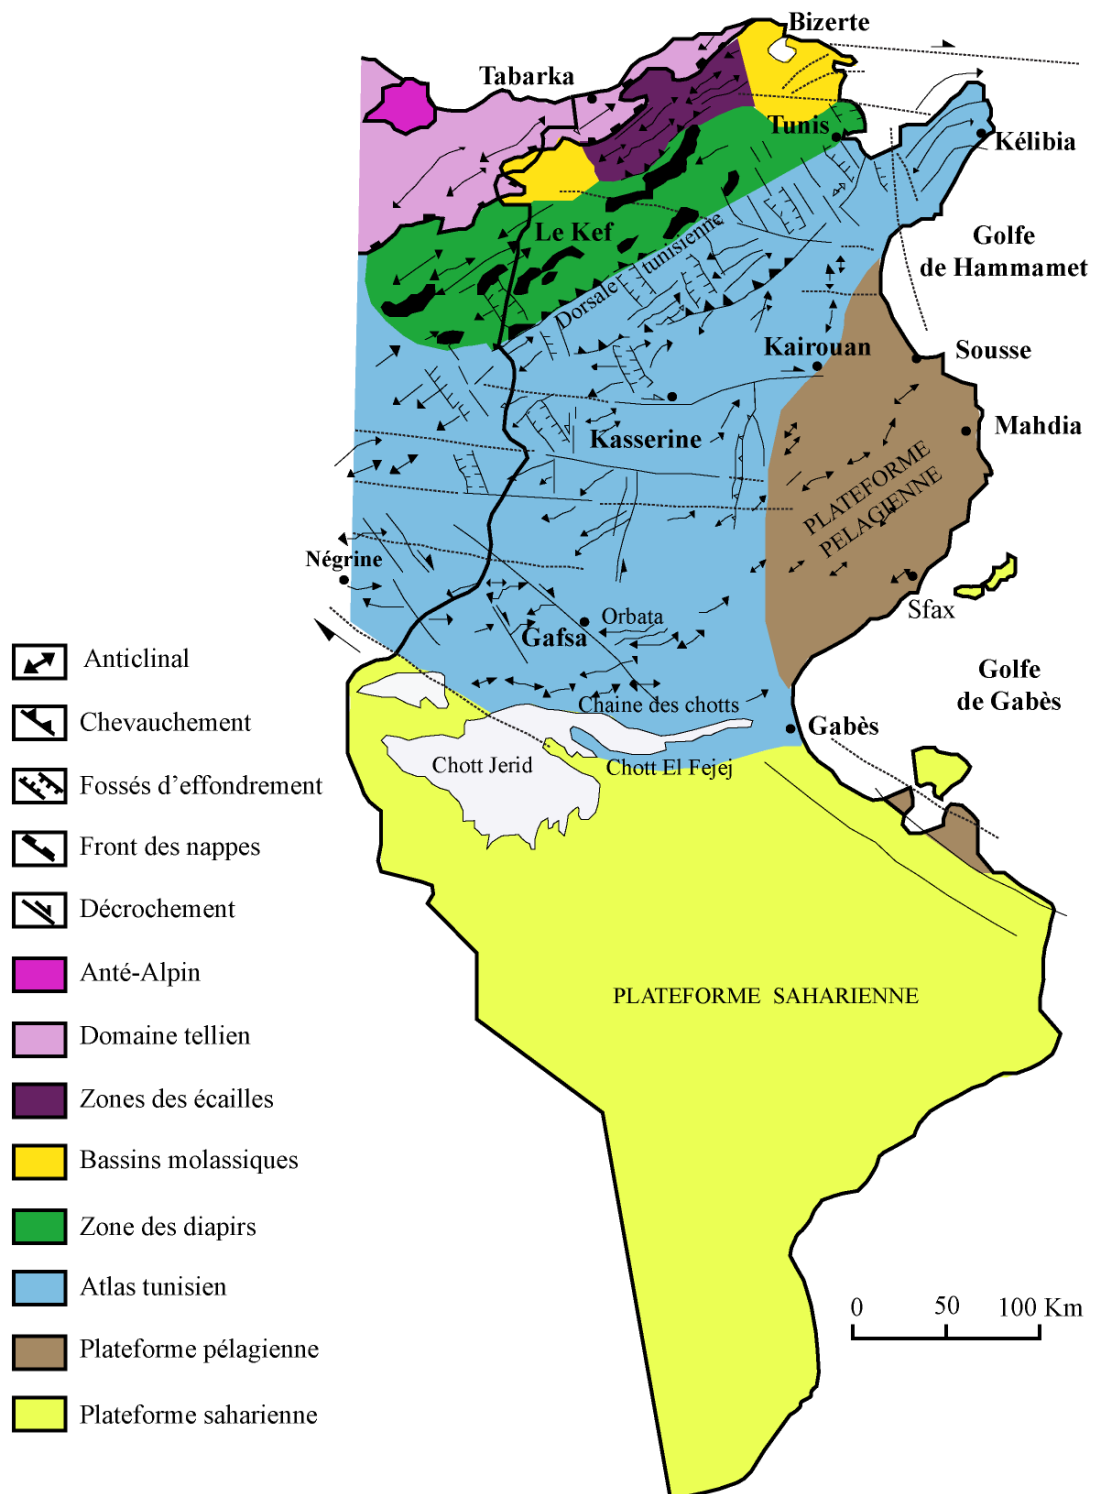 Bizerte
Tabarka
Tunis
Kélibia
Le Kef
Golfe
de Hammamet
Dorsale tunisienne
Kairouan
Sousse
Mahdia
Kasserine
PLATEFORME
PELAGIENNE
Négrine
Sfax
Orbata
Gafsa
Golfe
de Gabès
Chaine des chotts
Gabès
Chott Jerid
Chott El Fejej
PLATEFORME SAHARIENNE
Anticlinal
Chevauchement
Fossés d’effondrement
Front des nappes
Décrochement
Anté-Alpin
Domaine tellien
Zones des écailles
Bassins molassiques
Zone des diapirs
Atlas tunisien
Plateforme pélagienne
Plateforme saharienne
0 50 100 Km